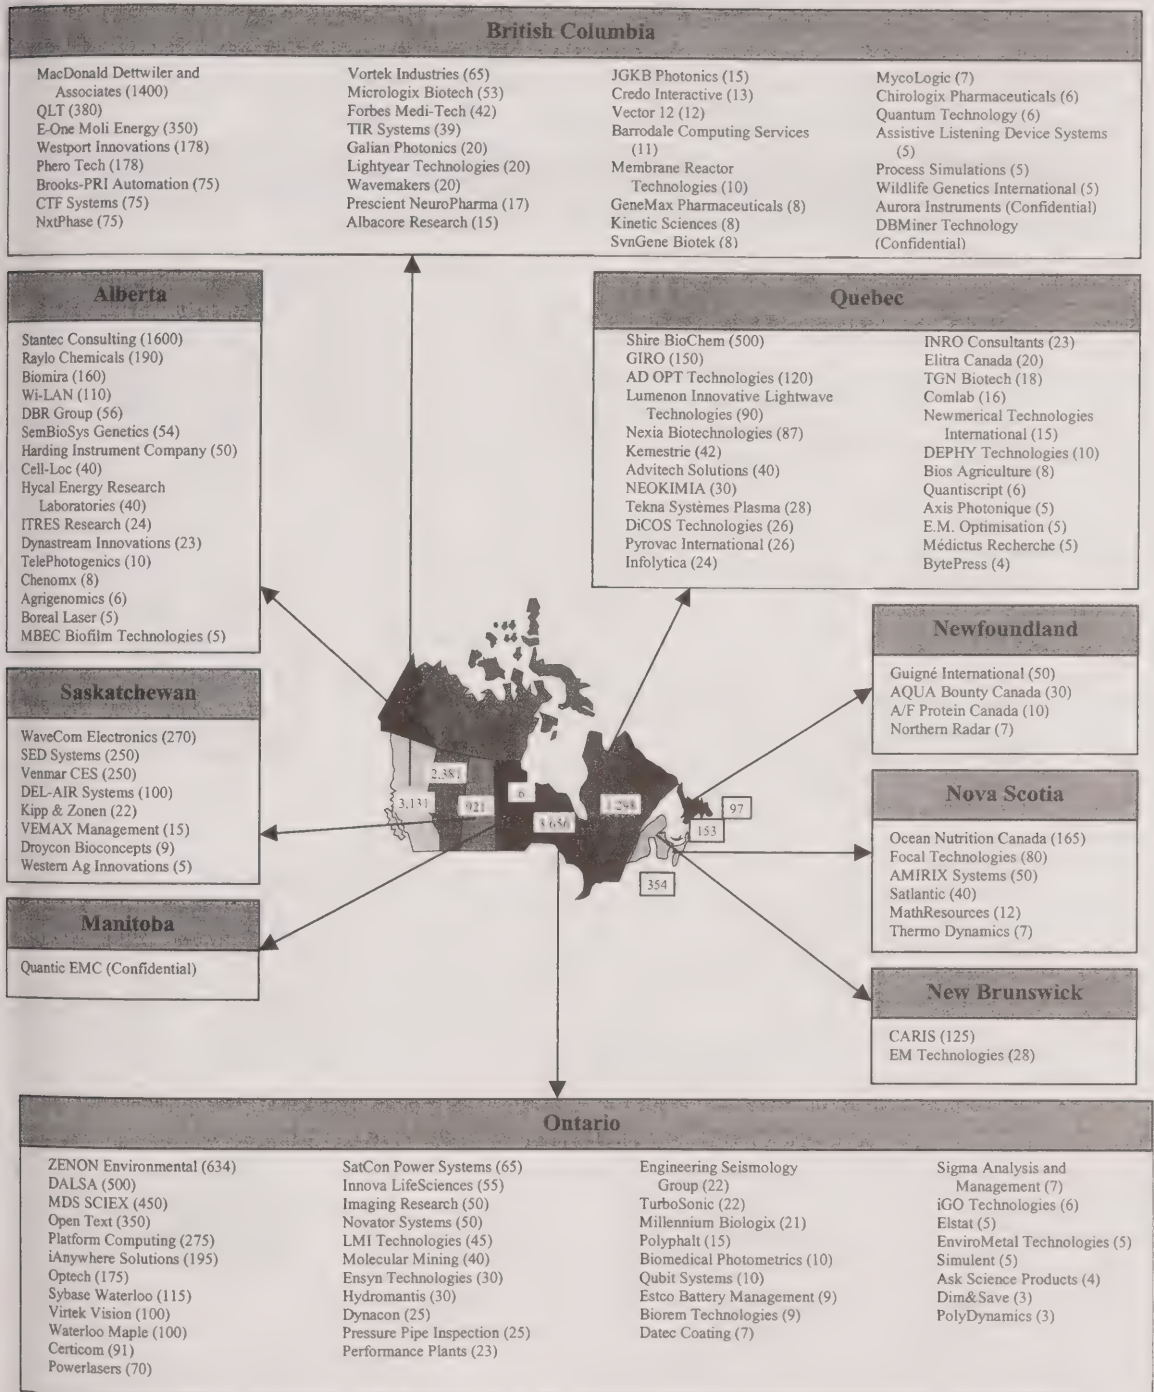 British Columbia
MacDonald Dettwiler and
Associates (1400)
QLT (380)
E-One Moli Energy (350)
Westport Innovations (178)
Phero Tech (178)
Brooks-PRI Automation (75)
CTF Systems (75)
NxtPhase (75)
Vortek Industries (65)
Micrologix Biotech (53)
Forbes Medi-Tech (42)
TIR Systems (39)
Galian Photonics (20)
Lightyear Technologies (20)
Wavemakers (20)
Prescient NeuroPharma (17)
Albacore Research (15)
JGKB Photonics (15)
Credo Interactive (13)
Vector 12 (12)
Barrodale Computing Services
(11)
Membrane Reactor
Technologies (10)
GeneMax Pharmaceuticals (8)
Kinetic Sciences (8)
SynGene Biotek (8)
MycoLogic (7)
Chirologix Pharmaceuticals (6)
Quantum Technology (6)
Assistive Listening Device Systems
(5)
Process Simulations (5)
Wildlife Genetics International (5)
Aurora Instruments (Confidential)
DBMiner Technology
(Confidential)
Alberta
Stantec Consulting (1600)
Raylo Chemicals (190)
Biomira (160)
Wi-LAN (110)
DBR Group (56)
SemBioSys Genetics (54)
Harding Instrument Company (50)
Cell-Loc (40)
Hycal Energy Research
Laboratories (40)
ITRES Research (24)
Dynastream Innovations (23)
TelePhotogenics (10)
Chenomx (8)
Agrigenomics (6)
Boreal Laser (5)
MBEC Biofilm Technologies (5)
Quebec
Shire BioChem (500)
GIRO (150)
AD OPT Technologies (120)
Lumenon Innovative Lightwave
Technologies (90)
Nexia Biotechnologies (87)
Kemestrie (42)
Advitech Solutions (40)
NEOKIMIA (30)
Tekna Systèmes Plasma (28)
DiCOS Technologies (26)
Pyrovac International (26)
Infolytica (24)
INRO Consultants (23)
Elitra Canada (20)
TGN Biotech (18)
Comlab (16)
Newmerical Technologies
International (15)
DEPHY Technologies (10)
Bios Agriculture (8)
Quantiscript (6)
Axis Photonique (5)
E.M. Optimisation (5)
Médictus Recherche (5)
BytePress (4)
Saskatchewan
WaveCom Electronics (270)
SED Systems (250)
Venmar CES (250)
DEL-AIR Systems (100)
Kipp & Zonen (22)
VEMAX Management (15)
Droycon Bioconcepts (9)
Western Ag Innovations (5)
Manitoba
Quantic EMC (Confidential)
2,381
3,131
921
6
3,656
1,298
97
153
354
Newfoundland
Guigné International (50)
AQUA Bounty Canada (30)
A/F Protein Canada (10)
Northern Radar (7)
Nova Scotia
Ocean Nutrition Canada (165)
Focal Technologies (80)
AMIRIX Systems (50)
Satlantic (40)
MathResources (12)
Thermo Dynamics (7)
New Brunswick
CARIS (125)
EM Technologies (28)
Ontario
ZENON Environmental (634)
DALSA (500)
MDS SCIEX (450)
Open Text (350)
Platform Computing (275)
iAnywhere Solutions (195)
Optech (175)
Sybase Waterloo (115)
Virtek Vision (100)
Waterloo Maple (100)
Certicom (91)
Powerlasers (70)
SatCon Power Systems (65)
Innova LifeSciences (55)
Imaging Research (50)
Novator Systems (50)
LMI Technologies (45)
Molecular Mining (40)
Ensyn Technologies (30)
Hydromantis (30)
Dynacon (25)
Pressure Pipe Inspection (25)
Performance Plants (23)
Engineering Seismology
Group (22)
TurboSonic (22)
Millennium Biologix (21)
Polyphalt (15)
Biomedical Photometrics (10)
Qubit Systems (10)
Estco Battery Management (9)
Biorem Technologies (9)
Datec Coating (7)
Sigma Analysis and
Management (7)
iGO Technologies (6)
Elstat (5)
EnviroMetal Technologies (5)
Simulent (5)
Ask Science Products (4)
Dim&Save (3)
PolyDynamics (3)